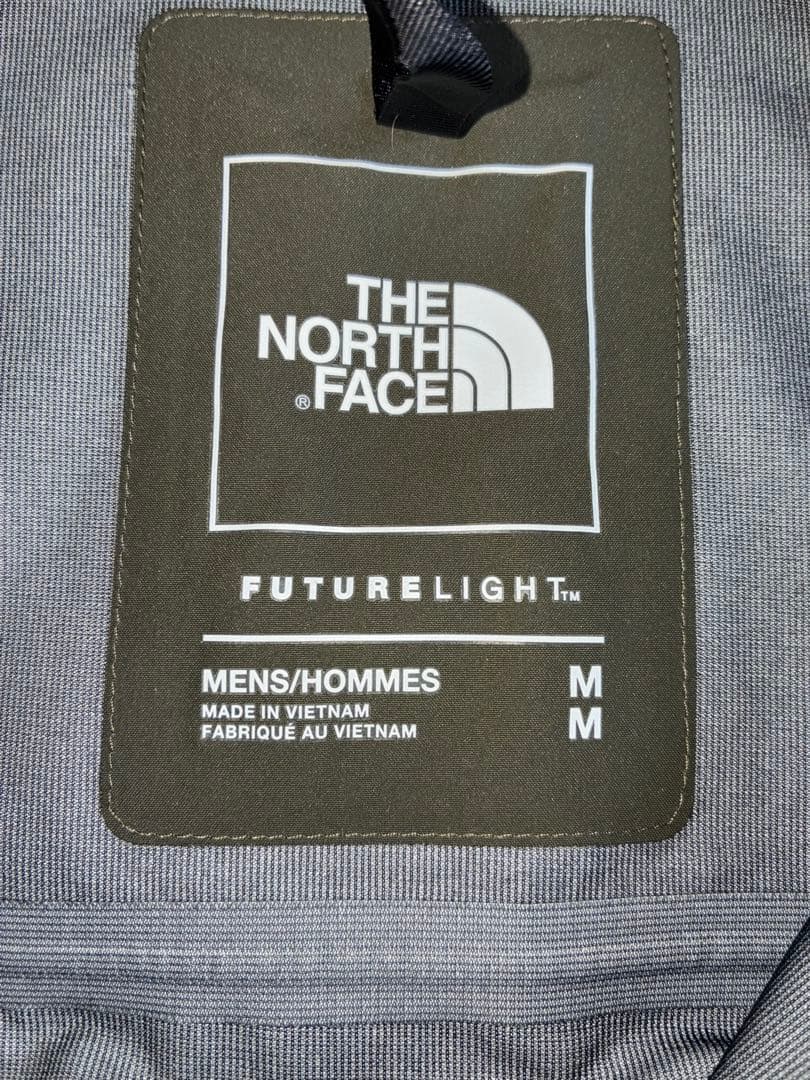 THE
NORTH
®FACE
FUTURELIGHT™
MENS/HOMMES M
MADE IN VIETNAM
FABRIQUÉ AU VIETNAM M